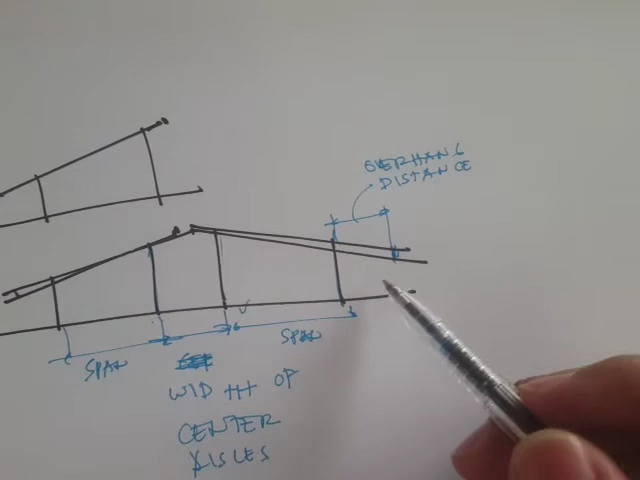 OVERHANG
DISTANCE
SPAN
SPAN
WIDTH OF
CENTER
AISLES